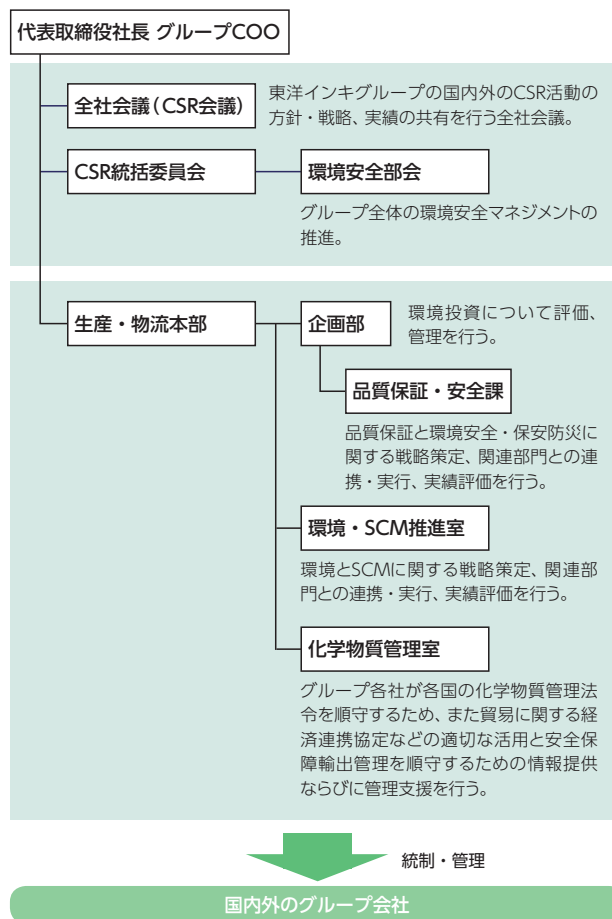 代表取締役社長 グループCOO
全社会議（CSR会議）
東洋インキグループの国内外のCSR活動の
方針・戦略、実績の共有を行う全社会議。
CSR統括委員会
環境安全部会
グループ全体の環境安全マネジメントの
推進。
生産・物流本部
企画部
環境投資について評価、
管理を行う。
品質保証・安全課
品質保証と環境安全・保安防災に
関する戦略策定、関連部門との連
携・実行、実績評価を行う。
環境・SCM推進室
環境とSCMに関する戦略策定、関連部
門との連携・実行、実績評価を行う。
化学物質管理室
グループ各社が各国の化学物質管理法
令を順守するため、また貿易に関する経
済連携協定などの適切な活用と安全保
障輸出管理を順守するための情報提供
ならびに管理支援を行う。
統制・管理
国内外のグループ会社